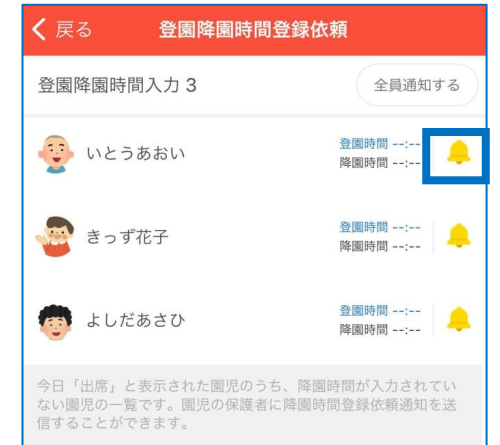 戻る 登園降園時間登録依頼
登園降園時間入力 3 全員通知する
いとうあおい 登園時間 --:--
降園時間 --:--
きっず花子 登園時間 --:--
降園時間 --:--
よしだあさひ 登園時間 --:--
降園時間 --:--
今日「出席」と表示された園児のうち、降園時間が入力されてい
ない園児の一覧です。園児の保護者に降園時間登録依頼通知を送
信することができます。